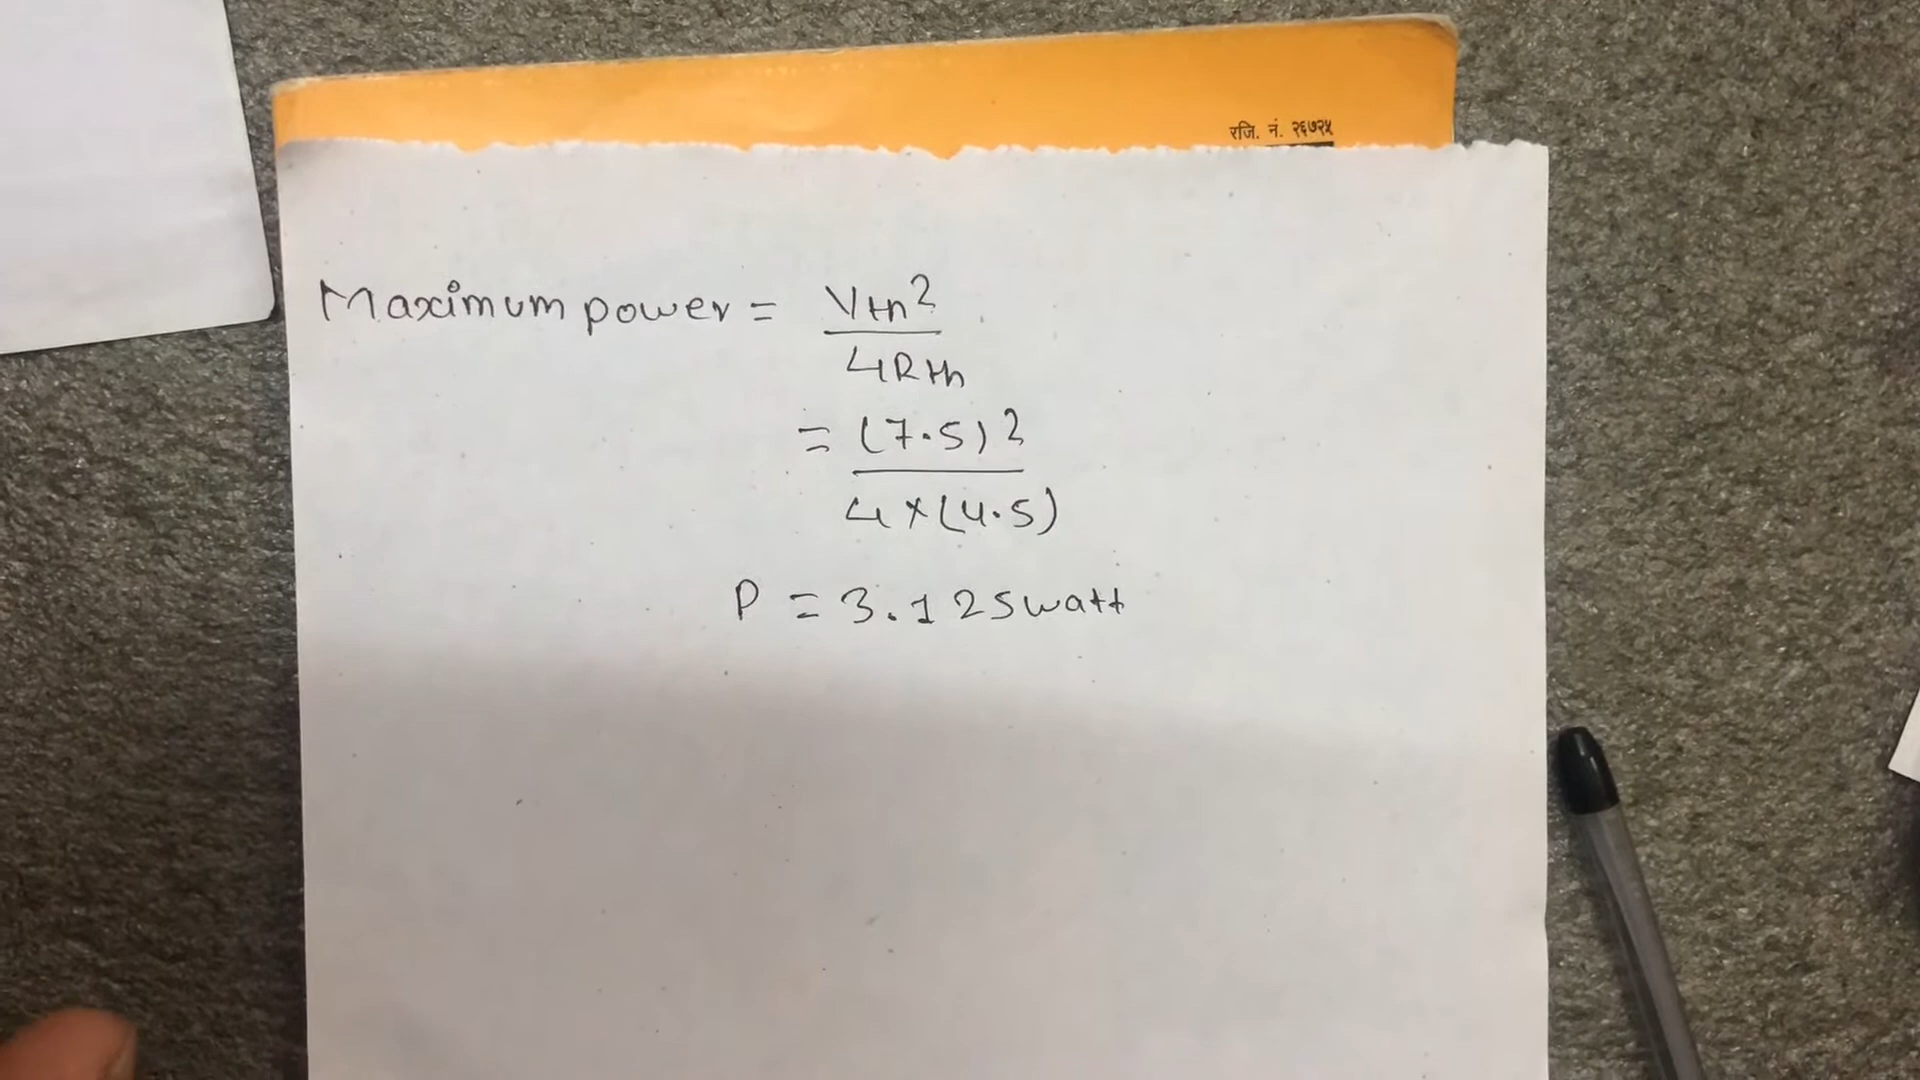 रजि. नं. २६७२५
Maximum power = Vth²
4Rth
= (7.5)²
4×(4.5)
P = 3.125watt